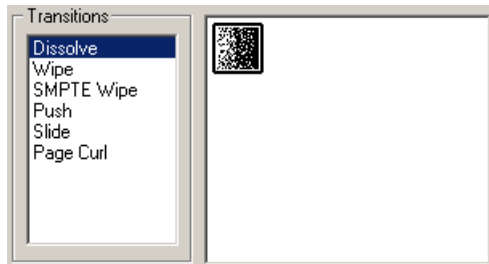 Transitions
Dissolve
Wipe
SMPTE Wipe
Push
Slide
Page Curl